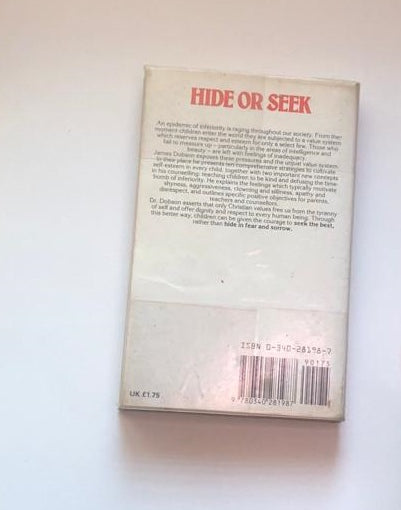 HIDE OR SEEK
An epidemic of inferiority is raging throughout our society. From the
moment children enter the world they are subjected to a value system
which reserves respect and esteem for only a select few. Those who
fail to measure up – particularly in the areas of intelligence and
beauty – are left with feelings of inadequacy.
James Dobson exposes these pressures and the unjust value system.
In their place he presents ten comprehensive strategies to cultivate
self-esteem in every child, together with two important new concepts
in his counselling: teaching children to be kind and defusing the time-
bomb of inferiority. He explains the feelings which typically motivate
shyness, aggressiveness, clowning and silliness, apathy and
disrespect, and outlines specific positive objectives for parents,
teachers and counsellors.
Dr. Dobson asserts that only Christian values free us from the tyranny
of self and offer dignity and respect to every human being. Through
this better way, children can be given the courage to seek the best,
rather than hide in fear and sorrow.
ISBN 0-340-28198-7
90175
UK £1.75
9 780340 281987